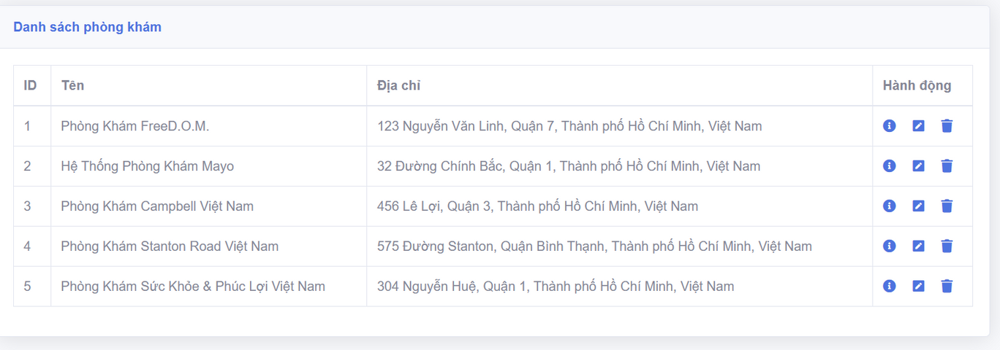 Danh sách phòng khám
ID Tên Địa chỉ Hành động
1 Phòng Khám FreeD.O.M. 123 Nguyễn Văn Linh, Quận 7, Thành phố Hồ Chí Minh, Việt Nam
2 Hệ Thống Phòng Khám Mayo 32 Đường Chính Bắc, Quận 1, Thành phố Hồ Chí Minh, Việt Nam
3 Phòng Khám Campbell Việt Nam 456 Lê Lợi, Quận 3, Thành phố Hồ Chí Minh, Việt Nam
4 Phòng Khám Stanton Road Việt Nam 575 Đường Stanton, Quận Bình Thạnh, Thành phố Hồ Chí Minh, Việt Nam
5 Phòng Khám Sức Khỏe & Phúc Lợi Việt Nam 304 Nguyễn Huệ, Quận 1, Thành phố Hồ Chí Minh, Việt Nam